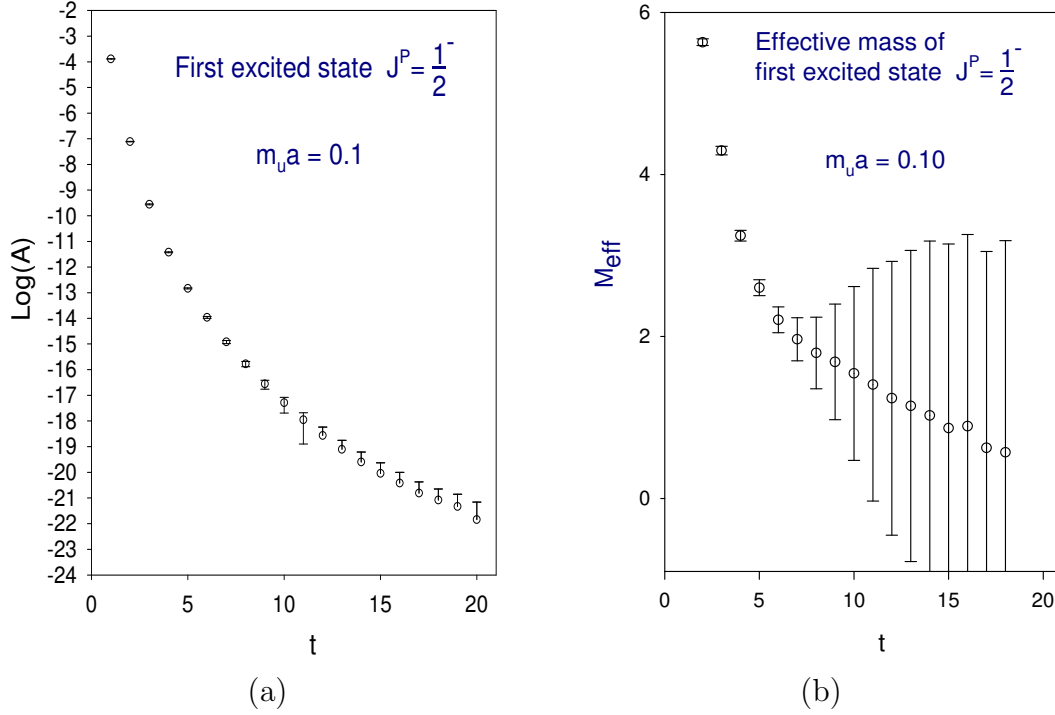 -2
-3
-4
-5
-6
-7
-8
-9
-10
-11
-12
-13
-14
-15
-16
-17
-18
-19
-20
-21
-22
-23
-24
Log(A)
First excited state J^P = 1/2^-
m_u a = 0.1
0 5 10 15 20
t
(a)
6
4
2
0
M_eff
Effective mass of
first excited state J^P = 1/2^-
m_u a = 0.10
0 5 10 15 20
t
(b)